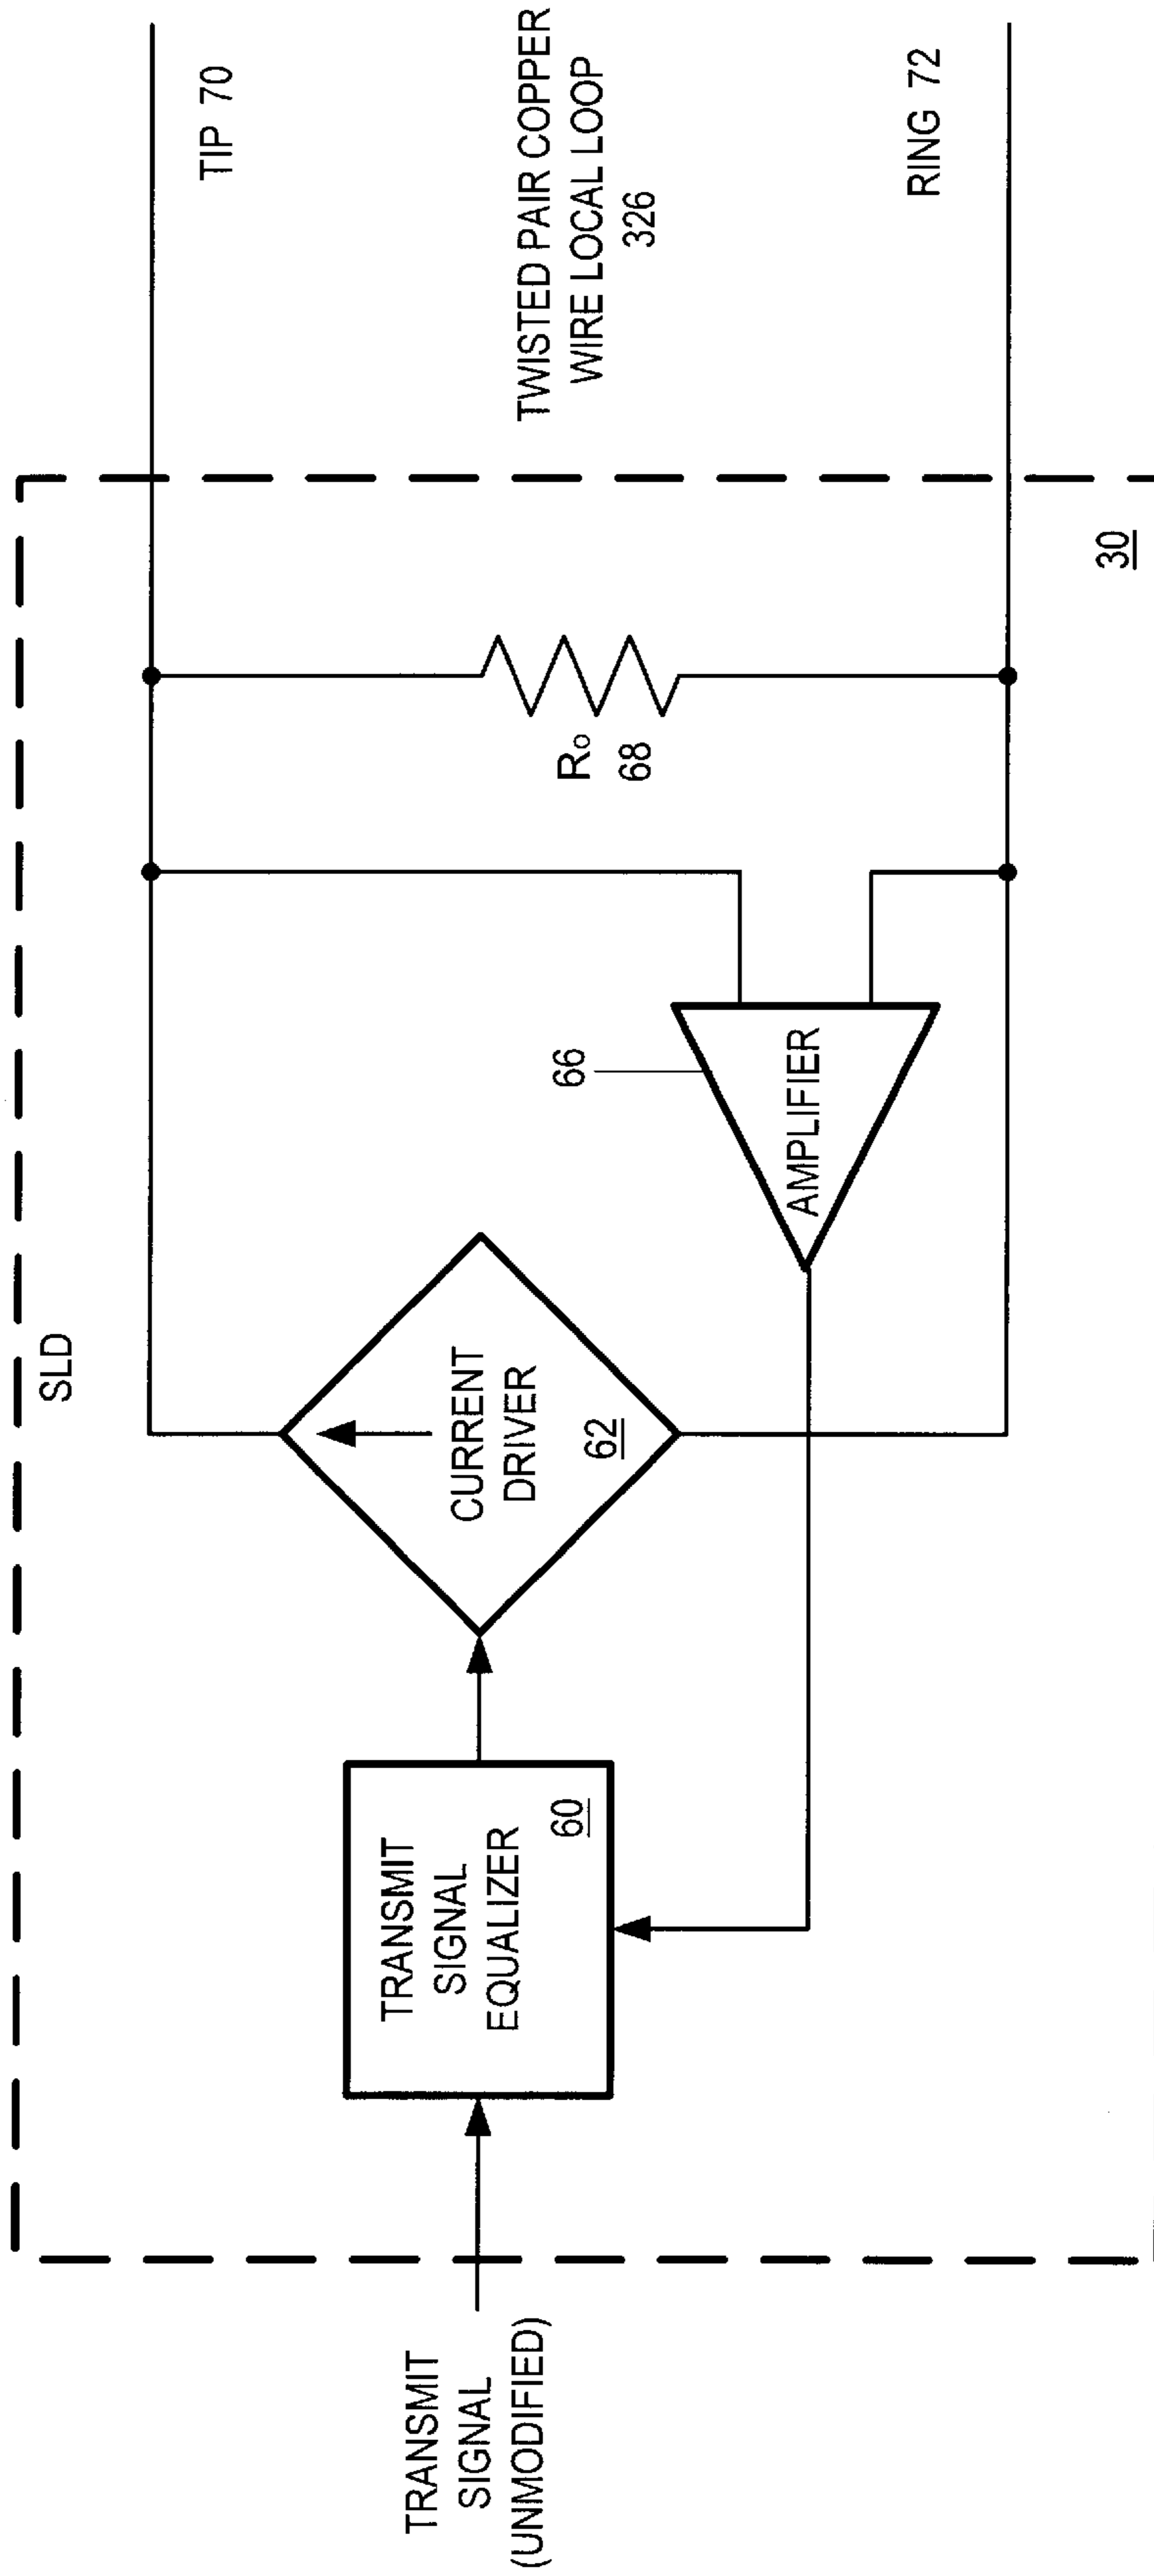 SLD
TIP 70
TWISTED PAIR COPPER
WIRE LOCAL LOOP
326
RING 72
TRANSMIT
SIGNAL
(UNMODIFIED)
TRANSMIT
SIGNAL
EQUALIZER
60
CURRENT
DRIVER
62
66
AMPLIFIER
Ro
68
30